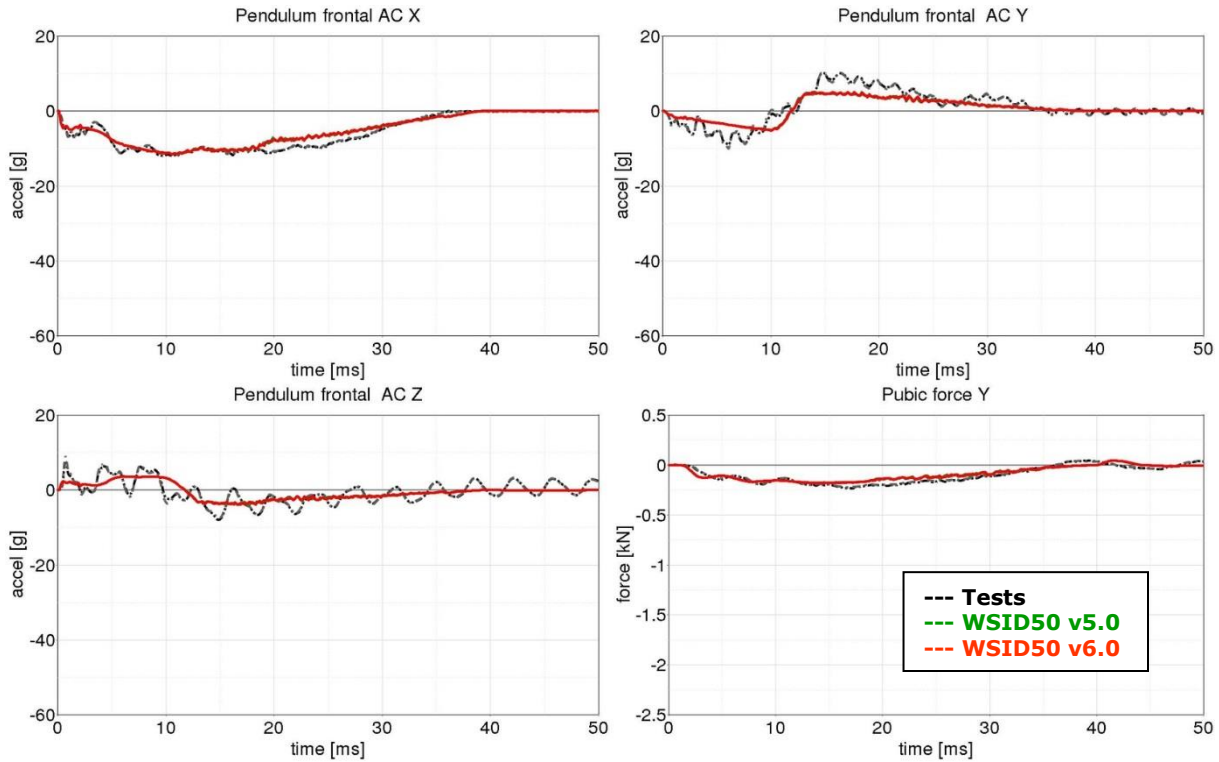 Pendulum frontal AC X
20
0
-20
-40
-60
accel [g]
0 10 20 30 40 50
time [ms]
Pendulum frontal  AC Y
20
0
-20
-40
-60
accel [g]
0 10 20 30 40 50
time [ms]
Pendulum frontal  AC Z
20
0
-20
-40
-60
accel [g]
0 10 20 30 40 50
time [ms]
Pubic force Y
0.5
0
-0.5
-1
-1.5
-2
-2.5
force [kN]
0 10 20 30 40 50
time [ms]
--- Tests
--- WSID50 v5.0
--- WSID50 v6.0